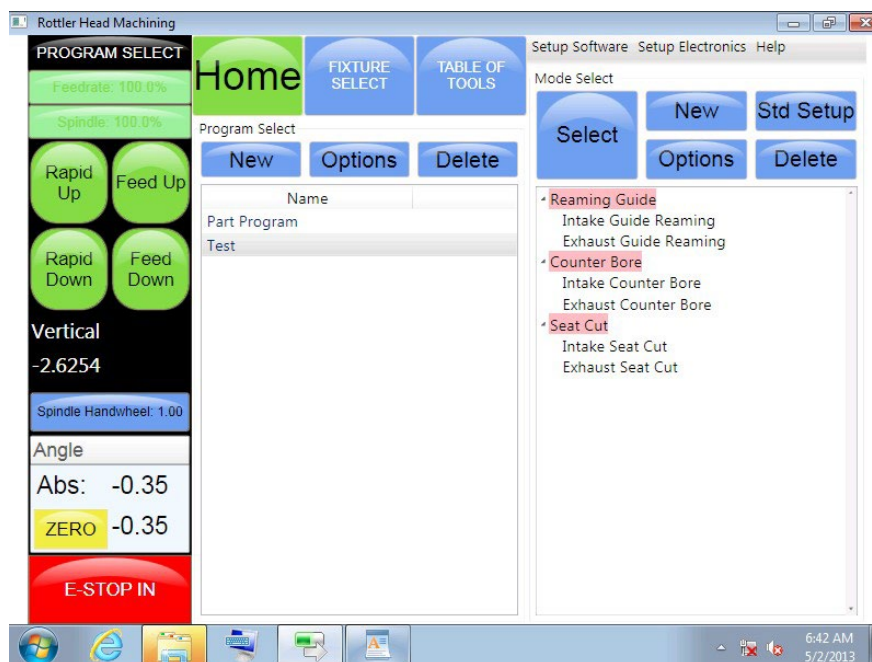 Rottler Head Machining
PROGRAM SELECT
Feedrate: 100.0%
Spindle: 100.0%
Rapid Up
Feed Up
Rapid Down
Feed Down
Vertical
-2.6254
Spindle Handwheel: 1.00
Angle
Abs: -0.35
ZERO -0.35
E-STOP IN
Home
FIXTURE SELECT
TABLE OF TOOLS
Program Select
New Options Delete
Name
Part Program
Test
Setup Software Setup Electronics Help
Mode Select
Select
New Std Setup
Options Delete
Reaming Guide
Intake Guide Reaming
Exhaust Guide Reaming
Counter Bore
Intake Counter Bore
Exhaust Counter Bore
Seat Cut
Intake Seat Cut
Exhaust Seat Cut
6:42 AM
5/2/2013